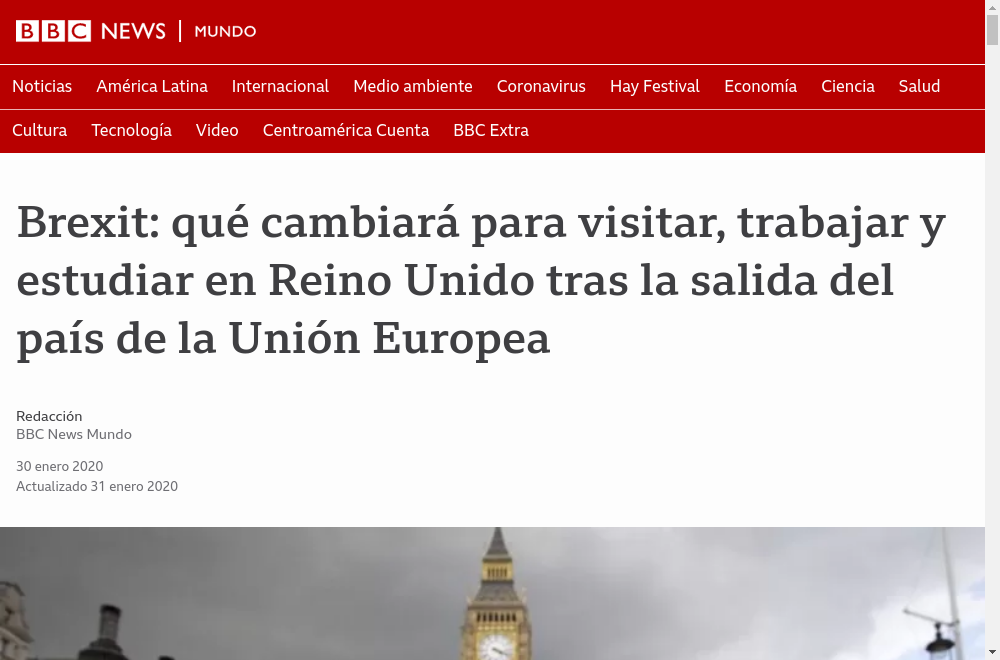 BBC NEWS MUNDO
Noticias América Latina Internacional Medio ambiente Coronavirus Hay Festival Economía Ciencia Salud
Cultura Tecnología Video Centroamérica Cuenta BBC Extra
Brexit: qué cambiará para visitar, trabajar y
estudiar en Reino Unido tras la salida del
país de la Unión Europea
Redacción
BBC News Mundo
30 enero 2020
Actualizado 31 enero 2020